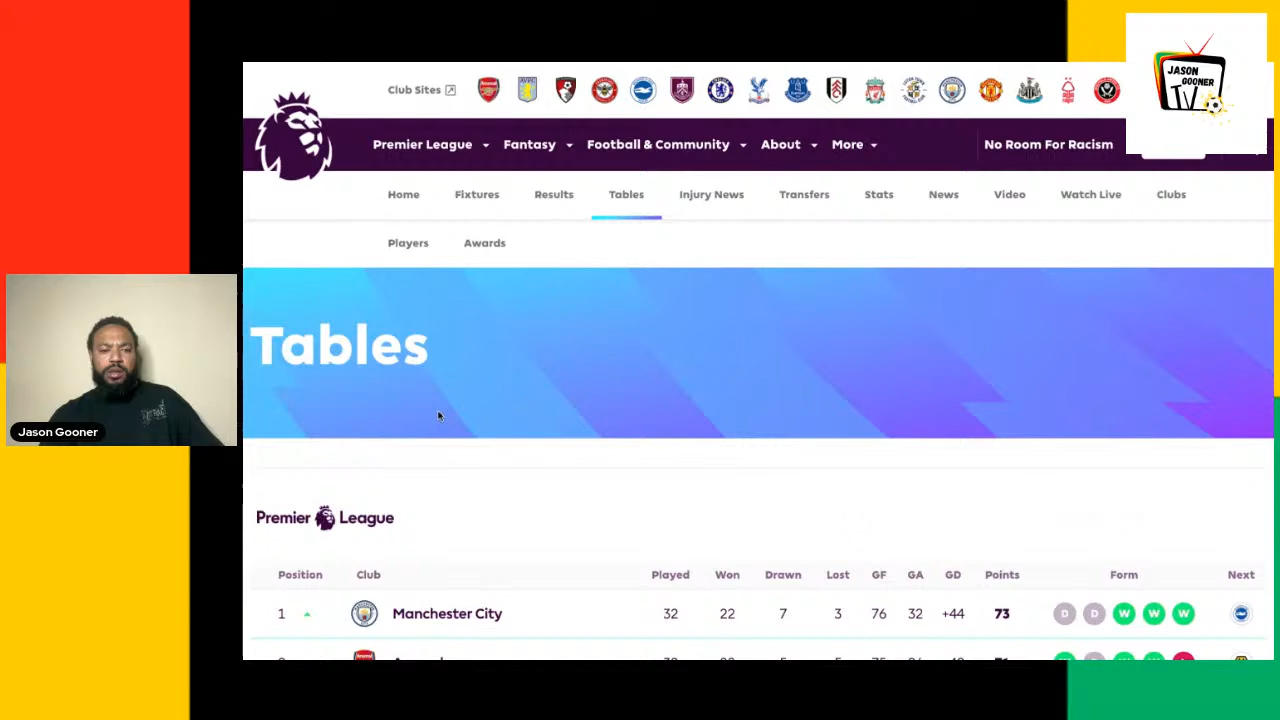 JASON
GOONER
TV
Club Sites
Premier League
Fantasy
Football & Community
About
More
No Room For Racism
Home
Fixtures
Results
Tables
Injury News
Transfers
Stats
News
Video
Watch Live
Clubs
Players
Awards
Tables
Jason Gooner
Premier League
Position Club Played Won Drawn Lost GF GA GD Points Form Next
1 Manchester City 32 22 7 3 76 32 +44 73 D D W W W